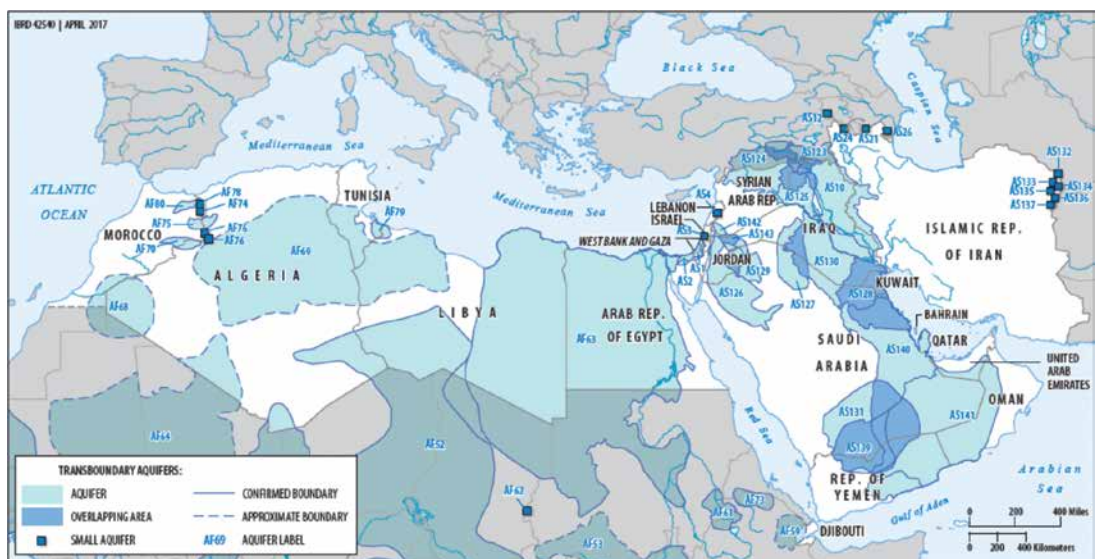 IBRD 42540 | APRIL 2017
Black Sea
Caspian Sea
Mediterranean Sea
Mediterranean Sea
ATLANTIC
OCEAN
MOROCCO
TUNISIA
ALGERIA
LIBYA
ARAB REP.
OF EGYPT
SYRIAN
ARAB REP.
LEBANON
ISRAEL
WEST BANK AND GAZA
JORDAN
IRAQ
ISLAMIC REP.
OF IRAN
KUWAIT
BAHRAIN
QATAR
SAUDI
ARABIA
UNITED
ARAB
EMIRATES
OMAN
REP. OF
YEMEN
DJIBOUTI
Red Sea
Gulf of Aden
Arabian
Sea
AS12
AS24
AS21
AS26
AS132
AS133
AS134
AS135
AS136
AS137
AS124
AS123
AS10
AS125
AS4
AS3
AS142
AS143
AS1
AS2
AS129
AS126
AS127
AS130
AS128
AS140
AS131
AS139
AS141
AF78
AF80
AF74
AF75
AF76
AF76
AF70
AF79
AF69
AF68
AF63
AF64
AF52
AF62
AF53
AF61
AF73
AF59
TRANSBOUNDARY AQUIFERS:
AQUIFER
OVERLAPPING AREA
SMALL AQUIFER
CONFIRMED BOUNDARY
APPROXIMATE BOUNDARY
AF69 AQUIFER LABEL
0 200 400 Miles
0 200 400 Kilometers